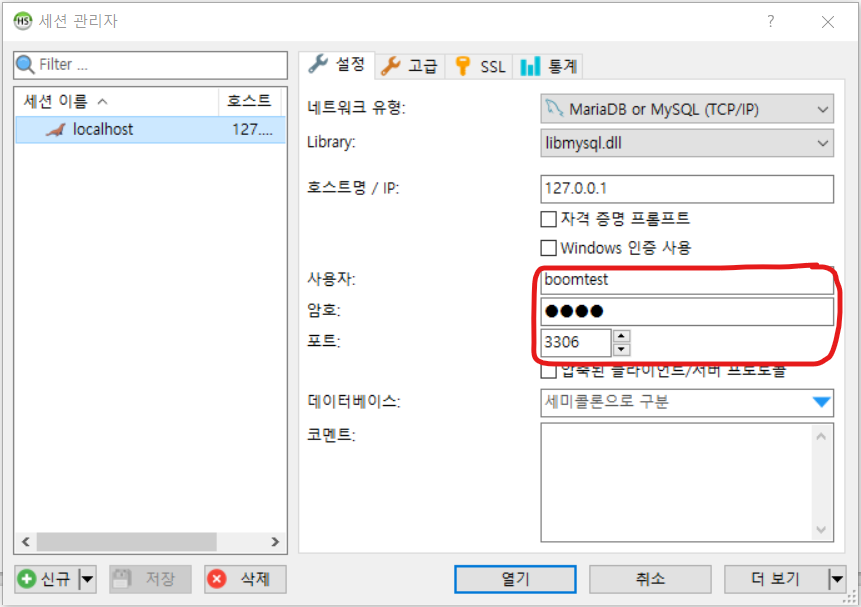 HS 세션 관리자 ?
Filter ...
세션 이름 호스트
localhost 127....
설정 고급 SSL 통계
네트워크 유형: MariaDB or MySQL (TCP/IP)
Library: libmysql.dll
호스트명 / IP: 127.0.0.1
자격 증명 프롬프트
Windows 인증 사용
사용자: boomtest
암호: ●●●●
포트: 3306
압축된 클라이언트/서버 프로토콜
데이터베이스: 세미콜론으로 구분
코멘트:
신규 저장 삭제 열기 취소 더 보기